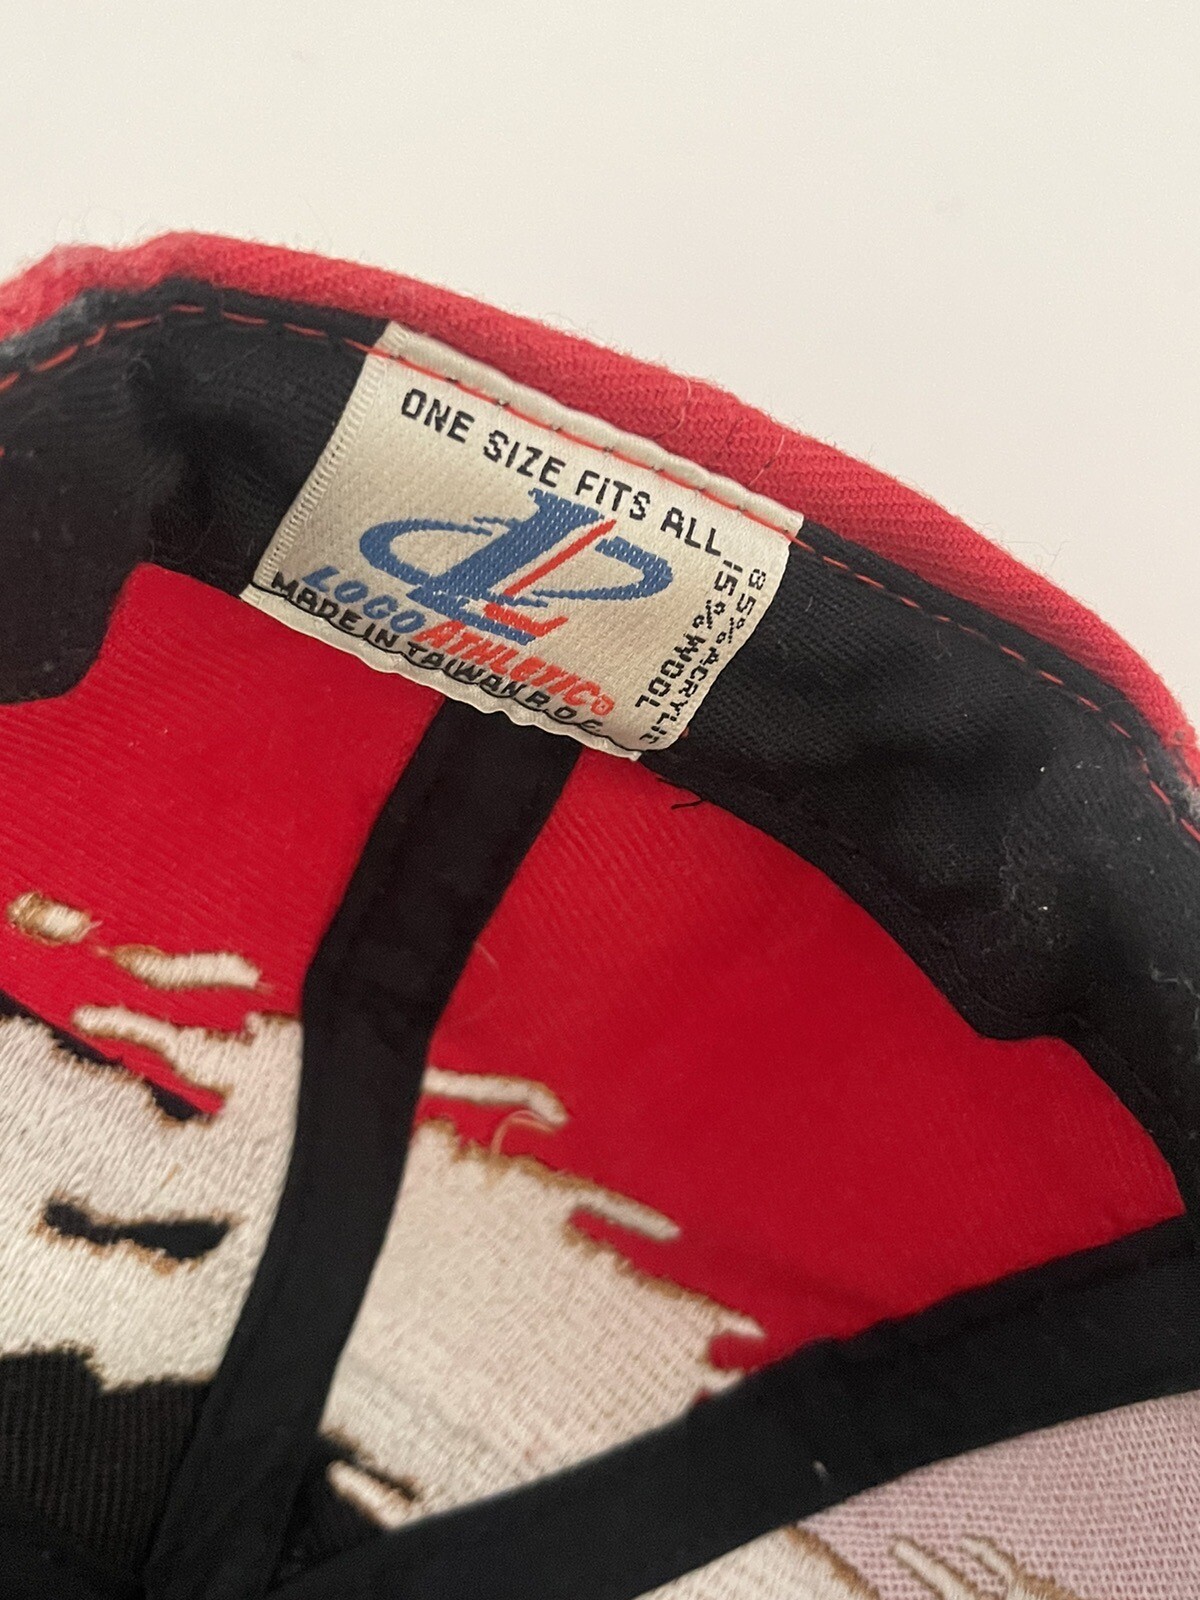 ONE SIZE FITS ALL
85% ACRYLIC
15% WOOL
LOGO ATHLETIC
MADE IN TAIWAN R.O.C.